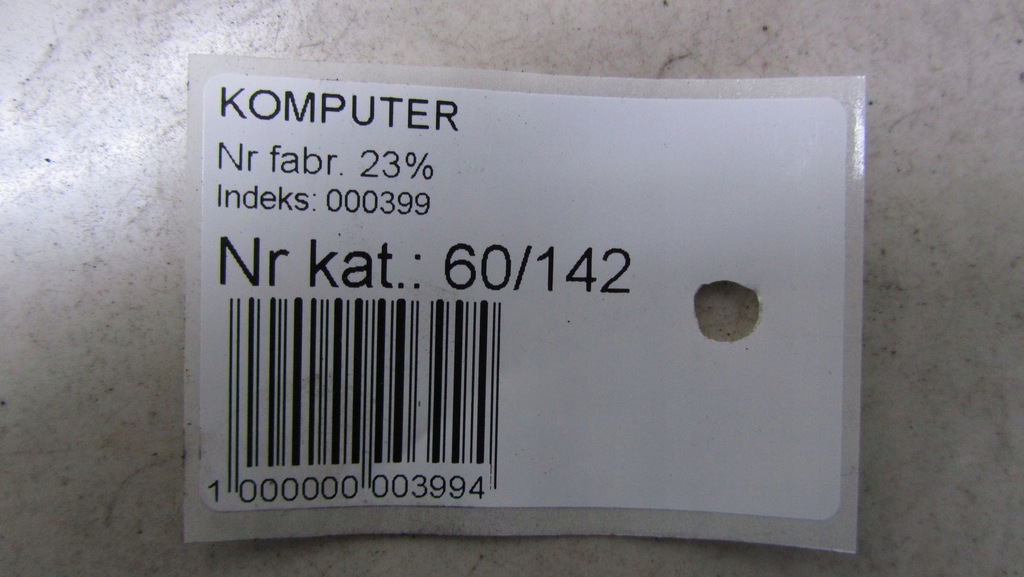 KOMPUTER
Nr fabr. 23%
Indeks: 000399
Nr kat.: 60/142
1 000000 003994